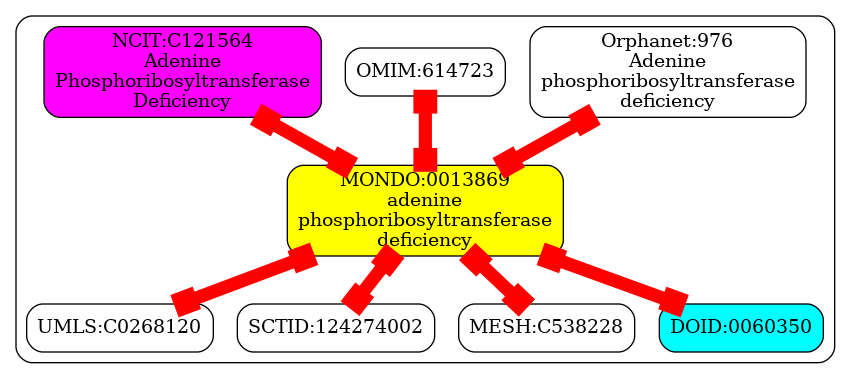 NCIT:C121564
Adenine
Phosphoribosyltransferase
Deficiency
OMIM:614723
Orphanet:976
Adenine
phosphoribosyltransferase
deficiency
MONDO:0013869
adenine
phosphoribosyltransferase
deficiency
UMLS:C0268120
SCTID:124274002
MESH:C538228
DOID:0060350